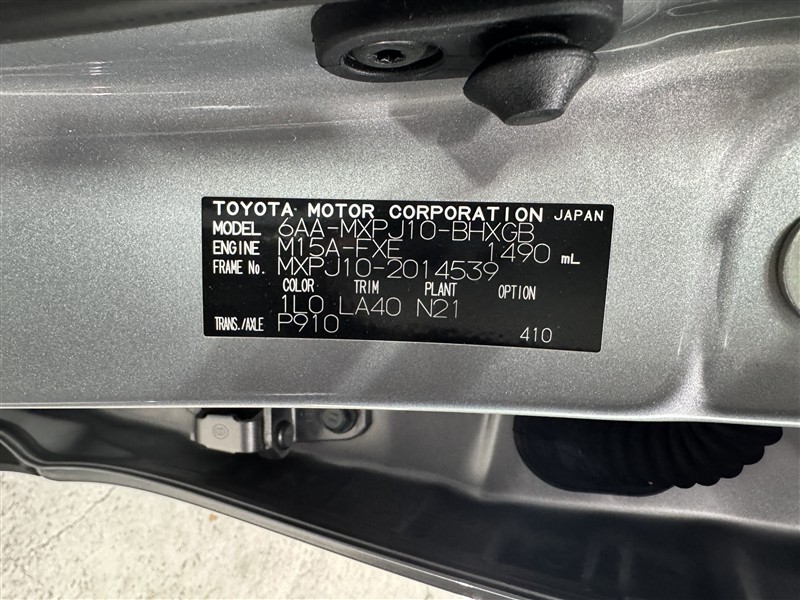 TOYOTA MOTOR CORPORATION JAPAN
MODEL 6AA-MXPJ10-BHXGB
ENGINE M15A-FXE 1490 mL
FRAME No. MXPJ10-2014539
COLOR TRIM PLANT OPTION
1L0 LA40 N21
TRANS./AXLE P910 410